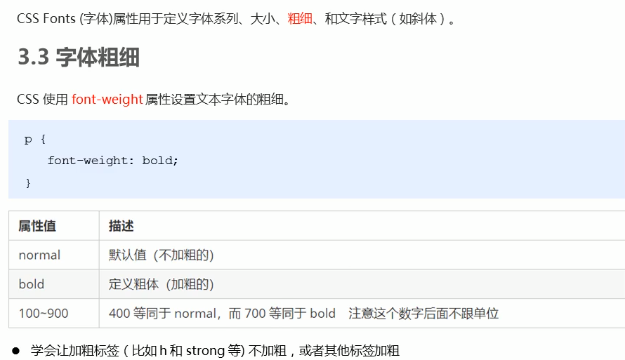 CSS Fonts (字体)属性用于定义字体系列、大小、粗细、和文字样式（如斜体）。
3.3 字体粗细
CSS 使用 font-weight 属性设置文本字体的粗细。
p {
font-weight: bold;
}
属性值 描述
normal 默认值（不加粗的）
bold 定义粗体（加粗的）
100~900 400 等同于 normal，而 700 等同于 bold 注意这个数字后面不跟单位
● 学会让加粗标签（比如 h 和 strong 等) 不加粗，或者其他标签加粗